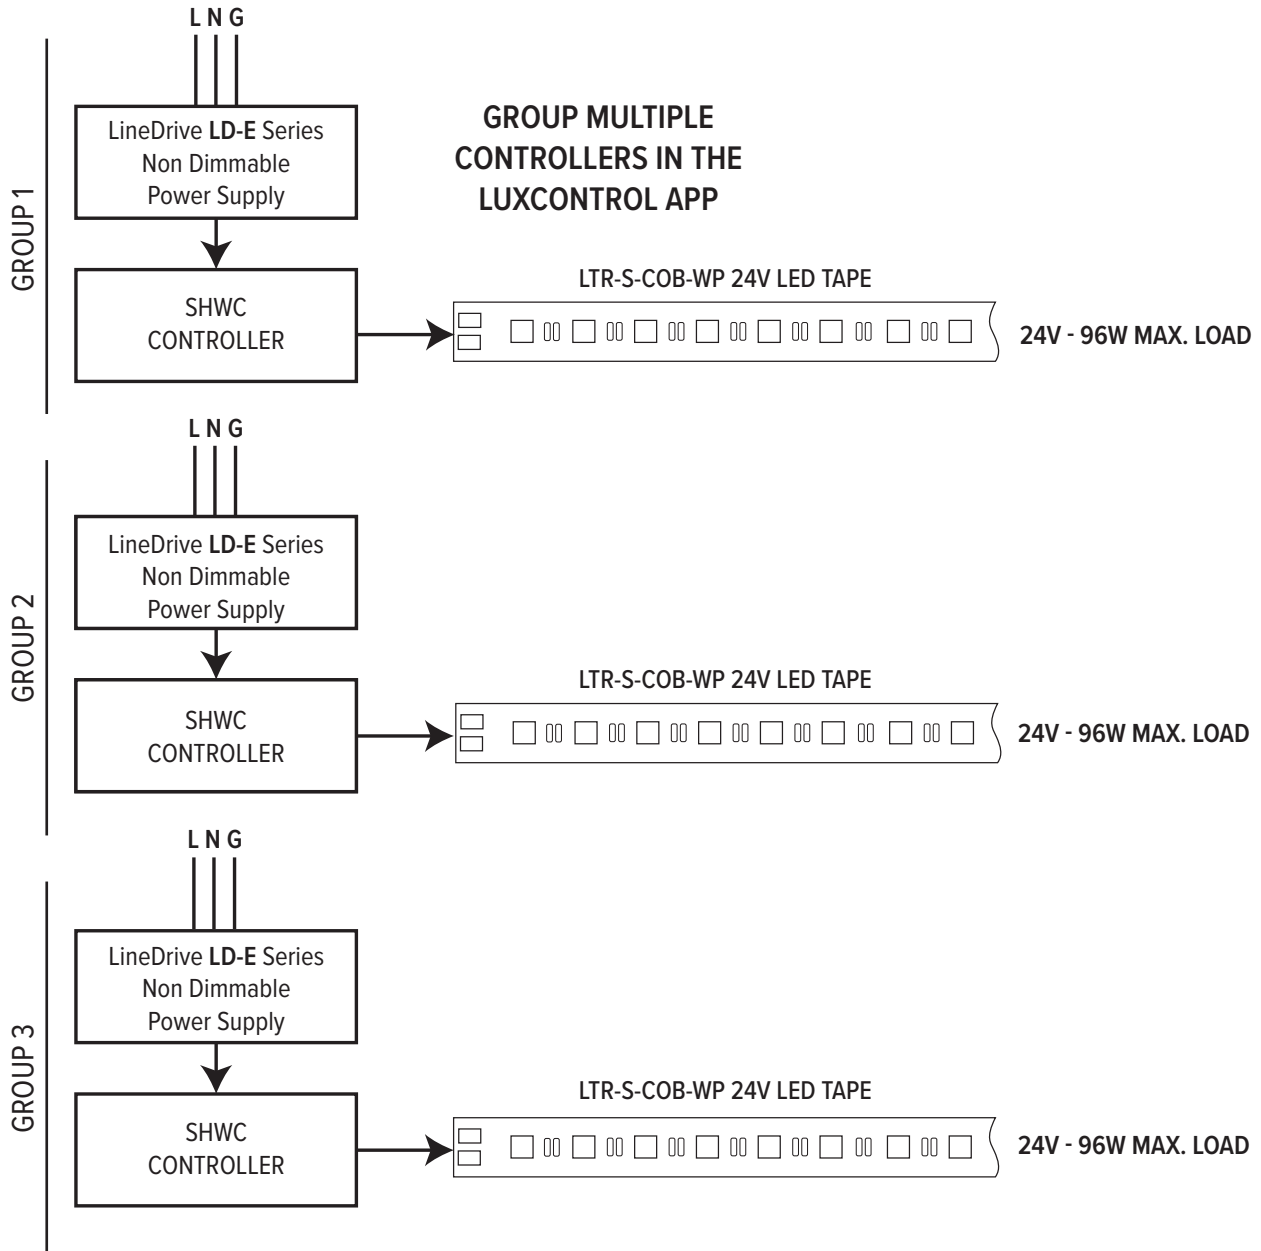 GROUP 1
L N G
LineDrive LD-E Series
Non Dimmable
Power Supply
GROUP MULTIPLE
CONTROLLERS IN THE
LUXCONTROL APP
SHWC
CONTROLLER
LTR-S-COB-WP 24V LED TAPE
24V - 96W MAX. LOAD
GROUP 2
L N G
LineDrive LD-E Series
Non Dimmable
Power Supply
SHWC
CONTROLLER
LTR-S-COB-WP 24V LED TAPE
24V - 96W MAX. LOAD
GROUP 3
L N G
LineDrive LD-E Series
Non Dimmable
Power Supply
SHWC
CONTROLLER
LTR-S-COB-WP 24V LED TAPE
24V - 96W MAX. LOAD